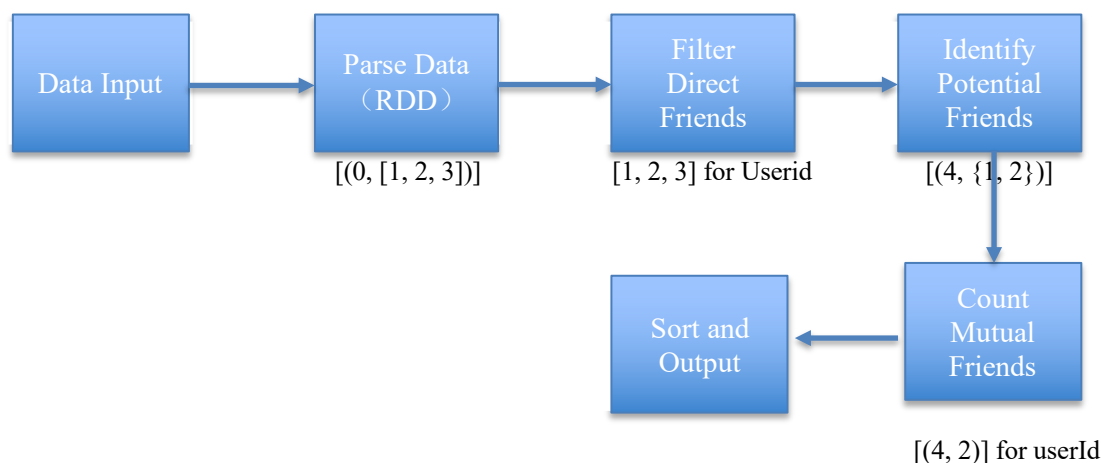 Data Input
Parse Data
（RDD）
Filter
Direct
Friends
Identify
Potential
Friends
[(0, [1, 2, 3])]
[1, 2, 3] for Userid
[(4, {1, 2})]
Sort and
Output
Count
Mutual
Friends
[(4, 2)] for userId